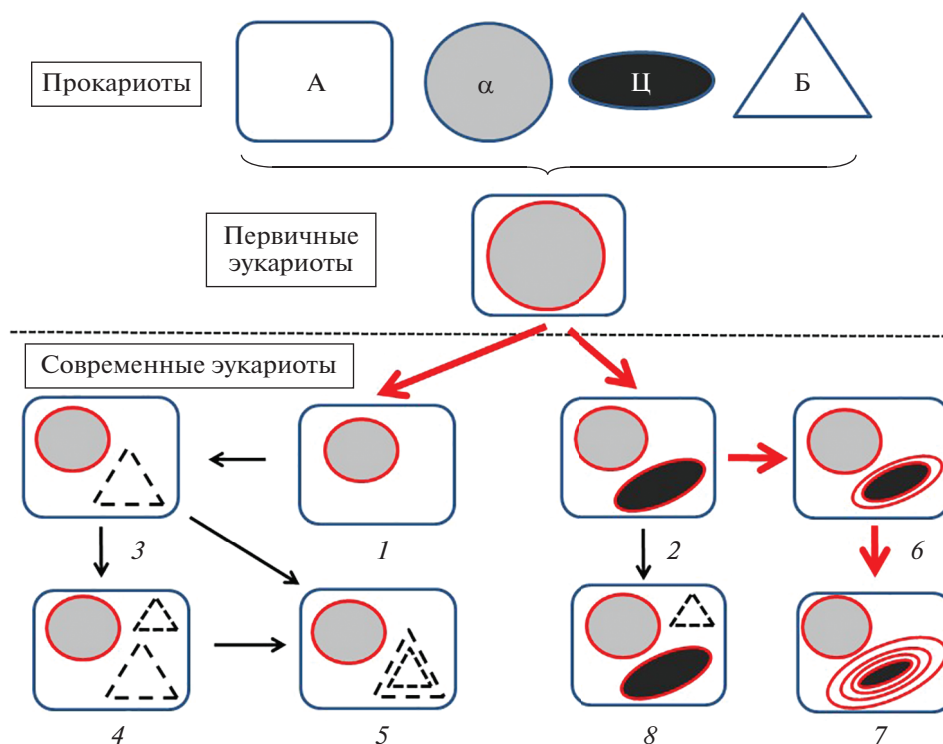 Прокариоты
А
α
Ц
Б
Первичные
эукариоты
Современные эукариоты
3
1
2
6
4
5
8
7